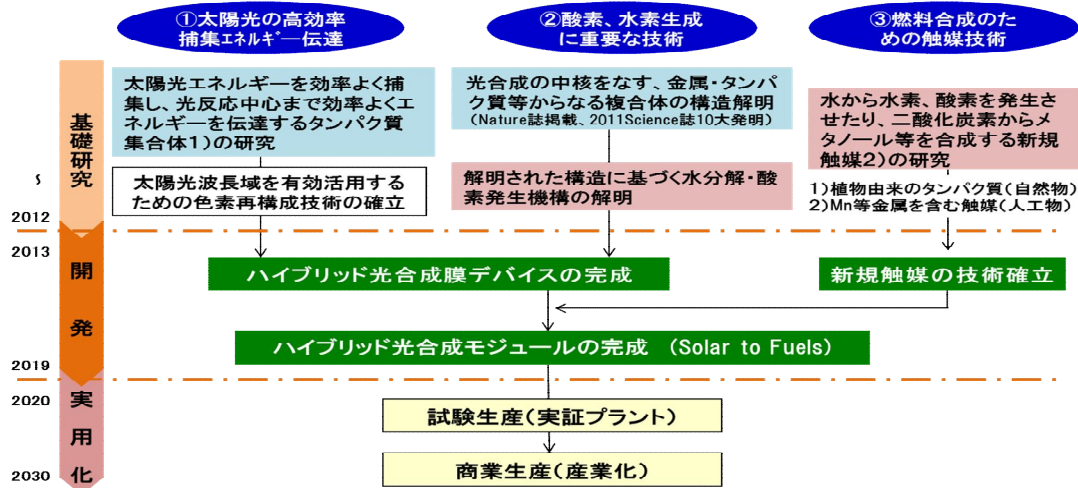 ①太陽光の高効率
捕集ｴﾈﾙｷﾞｰ伝達
②酸素、水素生成
に重要な技術
③燃料合成のた
めの触媒技術
基礎研究
～
2012
太陽光エネルギーを効率よく捕
集し、光反応中心まで効率よくエ
ネルギーを伝達するタンパク質
集合体1)の研究
光合成の中核をなす、金属・タンパ
ク質等からなる複合体の構造解明
(Nature誌掲載、2011Science誌10大発明)
水から水素、酸素を発生さ
せたり、二酸化炭素からメ
タノール等を合成する新規
触媒2)の研究
太陽光波長域を有効活用する
ための色素再構成技術の確立
解明された構造に基づく水分解・酸
素発生機構の解明
1)植物由来のタンパク質(自然物)
2)Mn等金属を含む触媒(人工物)
2013
開発
2019
ハイブリッド光合成膜デバイスの完成
新規触媒の技術確立
ハイブリッド光合成モジュールの完成 (Solar to Fuels)
2020
実用化
2030
試験生産(実証プラント)
商業生産(産業化)